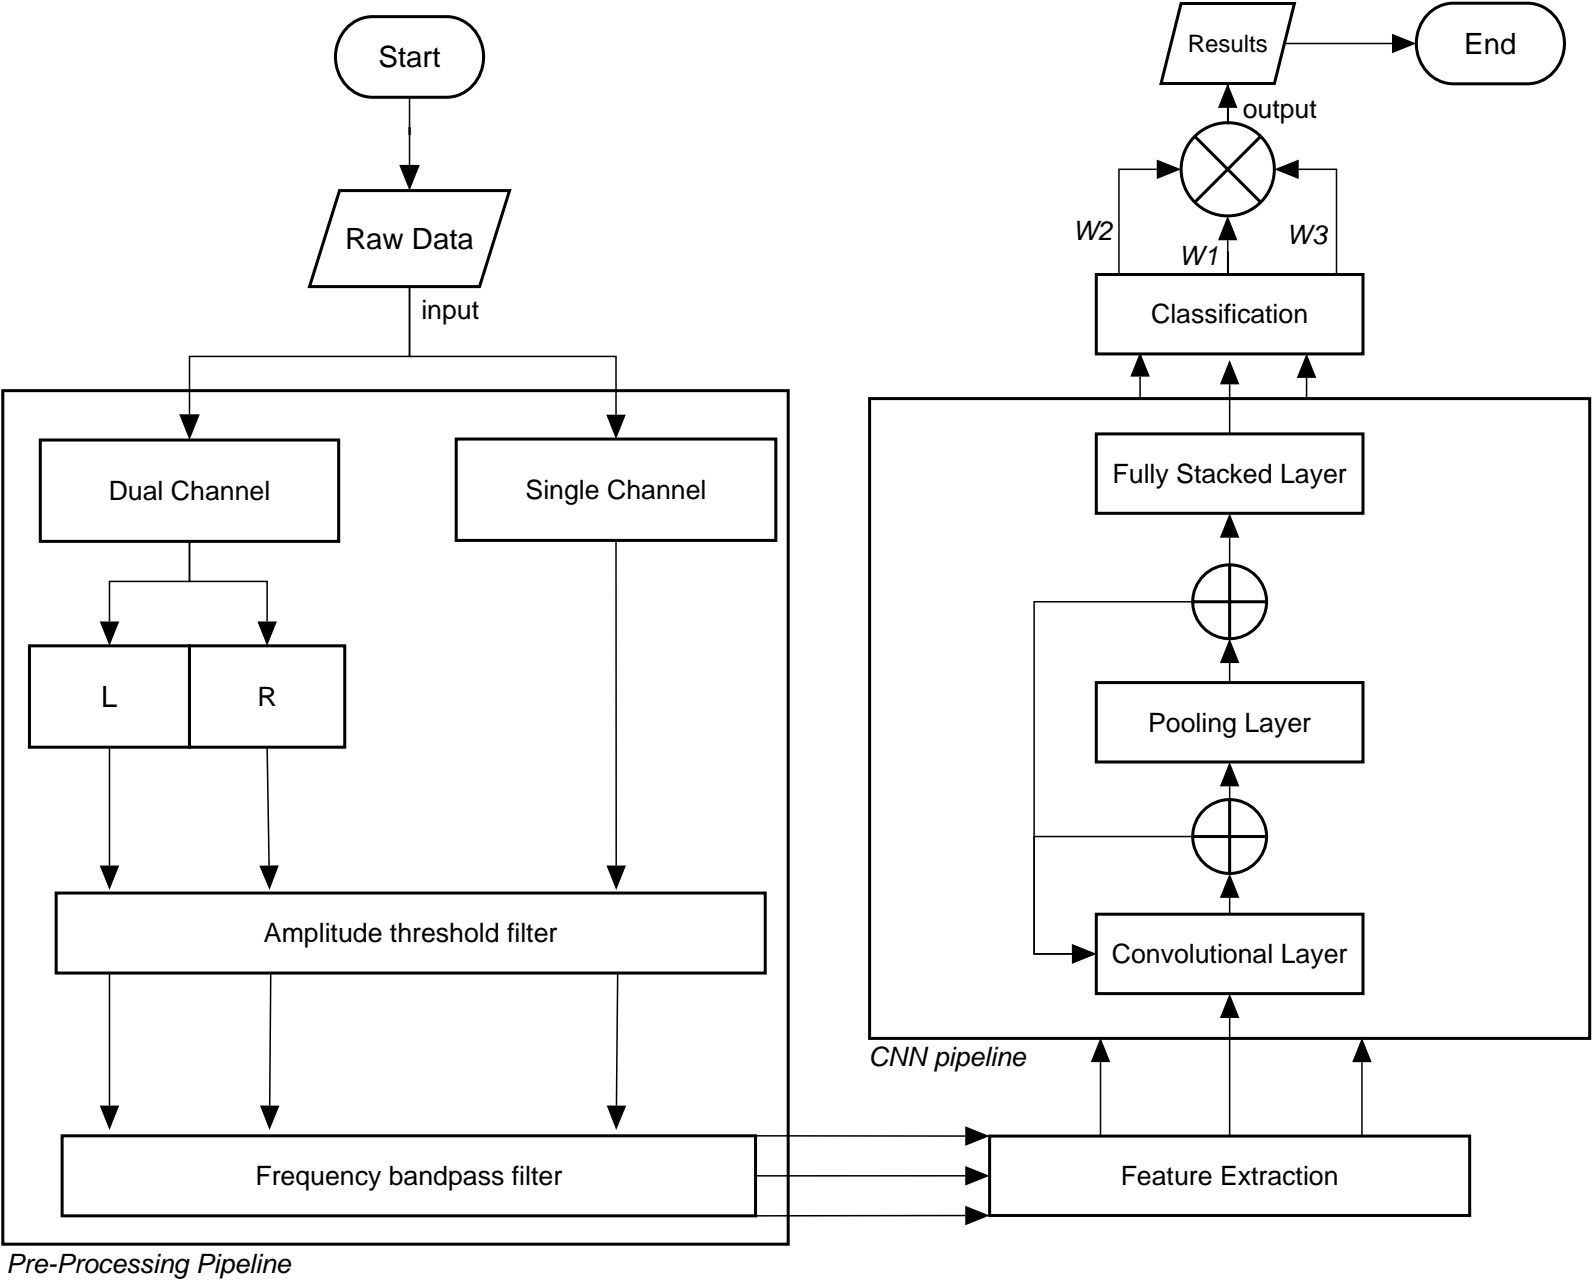 Start
Raw Data
input
Dual Channel
Single Channel
L
R
Amplitude threshold filter
Frequency bandpass filter
Pre-Processing Pipeline
Results
End
output
W2
W1
W3
Classification
Fully Stacked Layer
Pooling Layer
Convolutional Layer
CNN pipeline
Feature Extraction